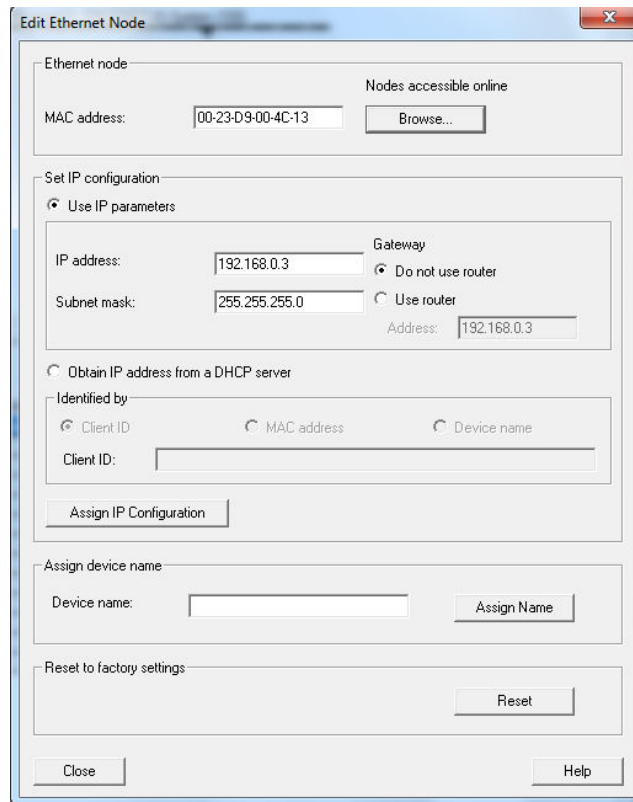 Edit Ethernet Node
Ethernet node
Nodes accessible online
MAC address: 00-23-D9-00-4C-13 Browse...
Set IP configuration
Use IP parameters
Gateway
IP address: 192.168.0.3 Do not use router
Subnet mask: 255.255.255.0 Use router
Address: 192.168.0.3
Obtain IP address from a DHCP server
Identified by
Client ID MAC address Device name
Client ID:
Assign IP Configuration
Assign device name
Device name: Assign Name
Reset to factory settings
Reset
Close Help